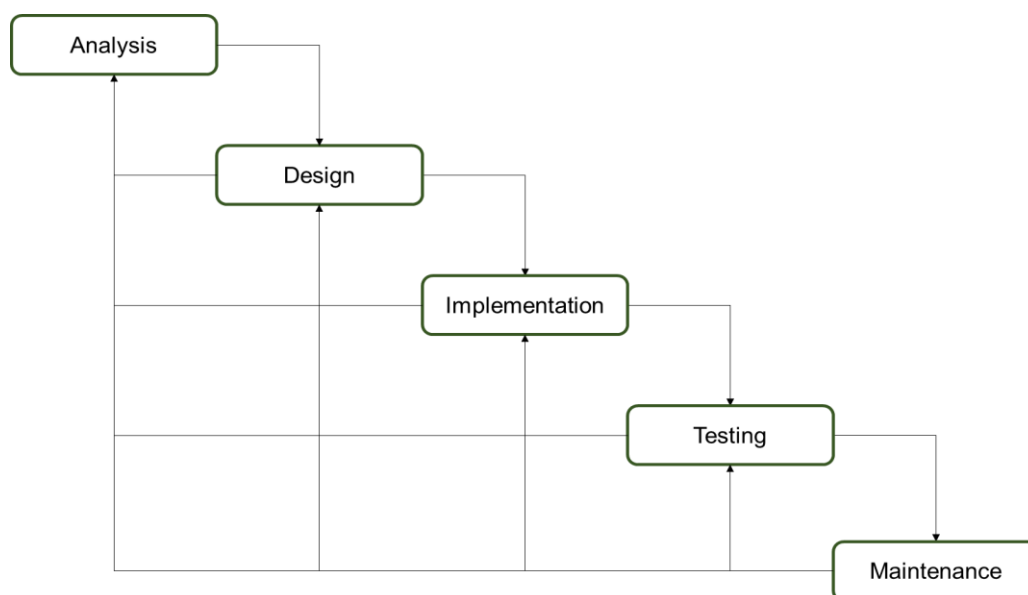 Analysis
Design
Implementation
Testing
Maintenance